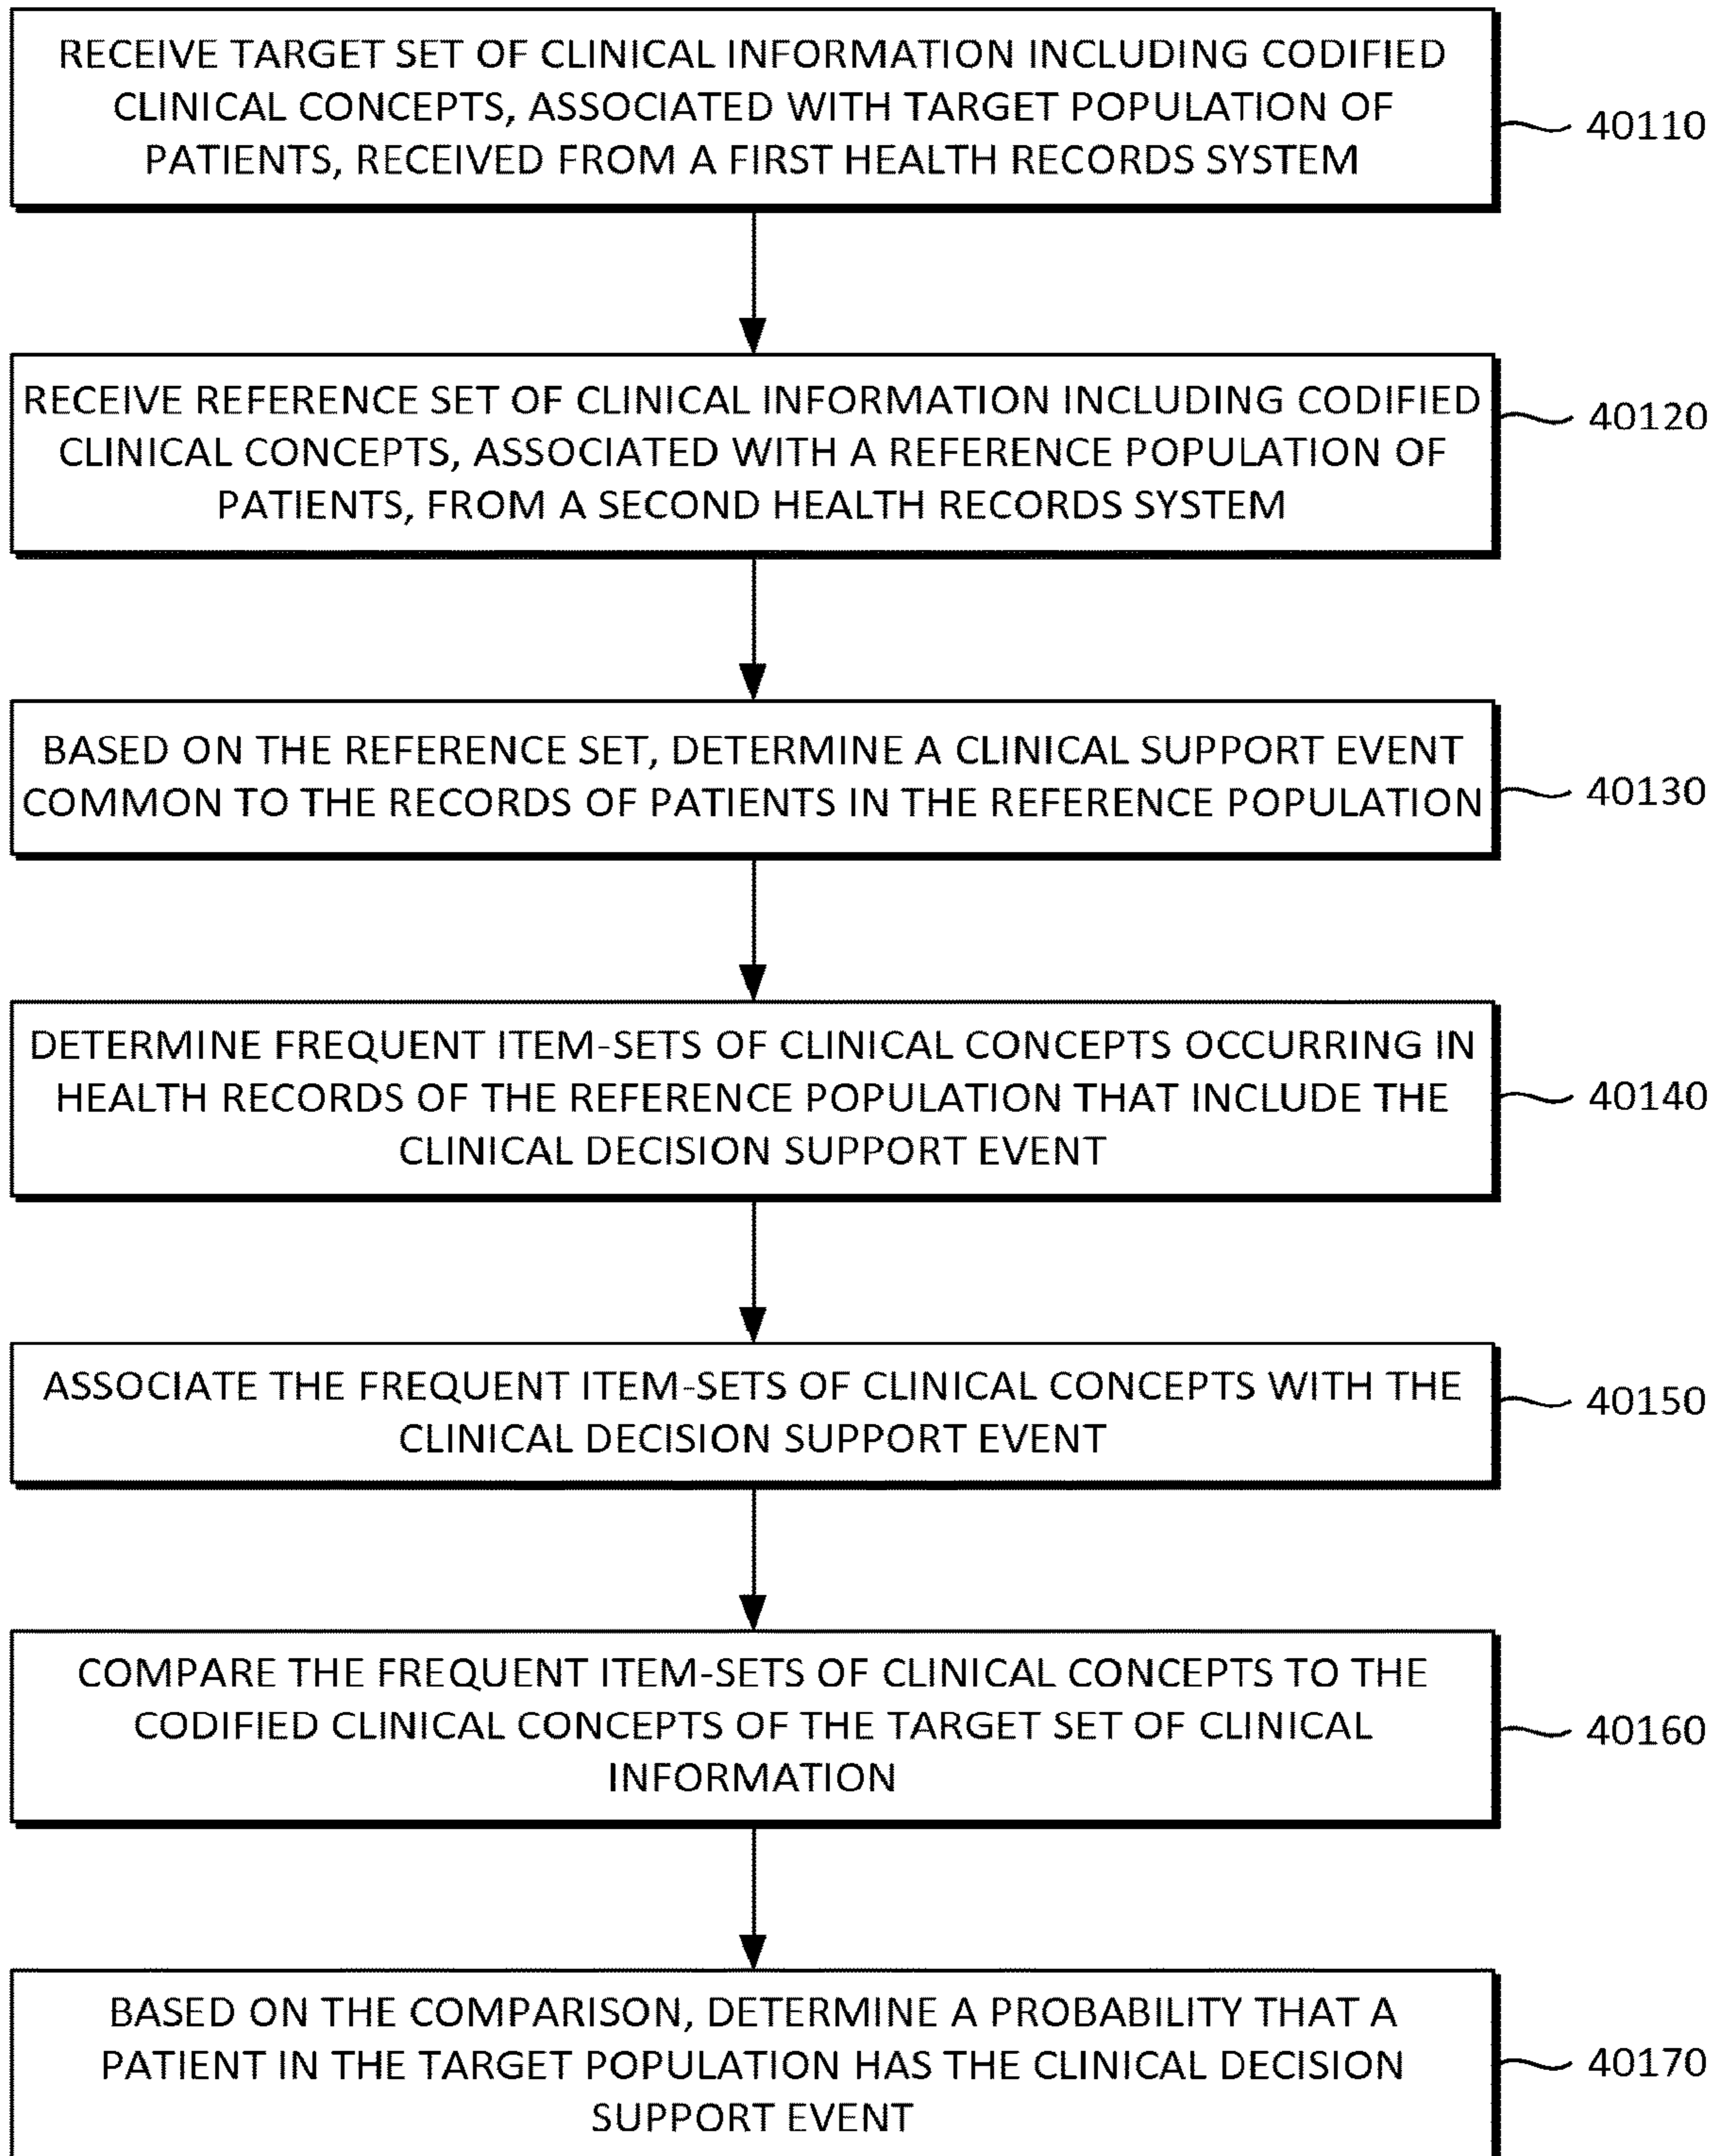 RECEIVE TARGET SET OF CLINICAL INFORMATION INCLUDING CODIFIED
CLINICAL CONCEPTS, ASSOCIATED WITH TARGET POPULATION OF
PATIENTS, RECEIVED FROM A FIRST HEALTH RECORDS SYSTEM
40110
RECEIVE REFERENCE SET OF CLINICAL INFORMATION INCLUDING CODIFIED
CLINICAL CONCEPTS, ASSOCIATED WITH A REFERENCE POPULATION OF
PATIENTS, FROM A SECOND HEALTH RECORDS SYSTEM
40120
BASED ON THE REFERENCE SET, DETERMINE A CLINICAL SUPPORT EVENT
COMMON TO THE RECORDS OF PATIENTS IN THE REFERENCE POPULATION
40130
DETERMINE FREQUENT ITEM-SETS OF CLINICAL CONCEPTS OCCURRING IN
HEALTH RECORDS OF THE REFERENCE POPULATION THAT INCLUDE THE
CLINICAL DECISION SUPPORT EVENT
40140
ASSOCIATE THE FREQUENT ITEM-SETS OF CLINICAL CONCEPTS WITH THE
CLINICAL DECISION SUPPORT EVENT
40150
COMPARE THE FREQUENT ITEM-SETS OF CLINICAL CONCEPTS TO THE
CODIFIED CLINICAL CONCEPTS OF THE TARGET SET OF CLINICAL
INFORMATION
40160
BASED ON THE COMPARISON, DETERMINE A PROBABILITY THAT A
PATIENT IN THE TARGET POPULATION HAS THE CLINICAL DECISION
SUPPORT EVENT
40170